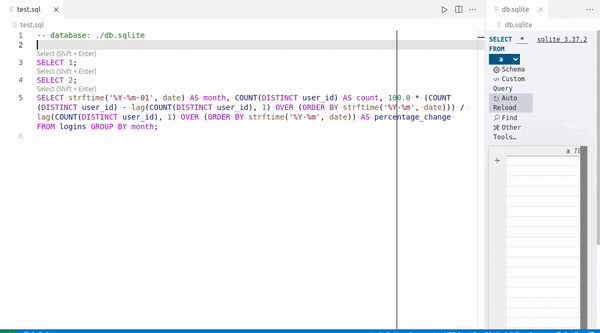 test.sql
test.sql
1 -- database: ./db.sqlite
2
Select (Shift + Enter)
3 SELECT 1;
Select (Shift + Enter)
4 SELECT 2;
Select (Shift + Enter)
5 SELECT strftime('%Y-%m-01', date) AS month, COUNT(DISTINCT user_id) AS count, 100.0 * (COUNT
(DISTINCT user_id) - lag(COUNT(DISTINCT user_id), 1) OVER (ORDER BY strftime('%Y-%m', date))) /
lag(COUNT(DISTINCT user_id), 1) OVER (ORDER BY strftime('%Y-%m', date)) AS percentage_change
FROM logins GROUP BY month;
6
db.sqlite
db.sqlite
SELECT * sqlite 3.37.2
FROM
a
Schema
Custom
Query
Auto
Reload
Find
Other
Tools…
a
+